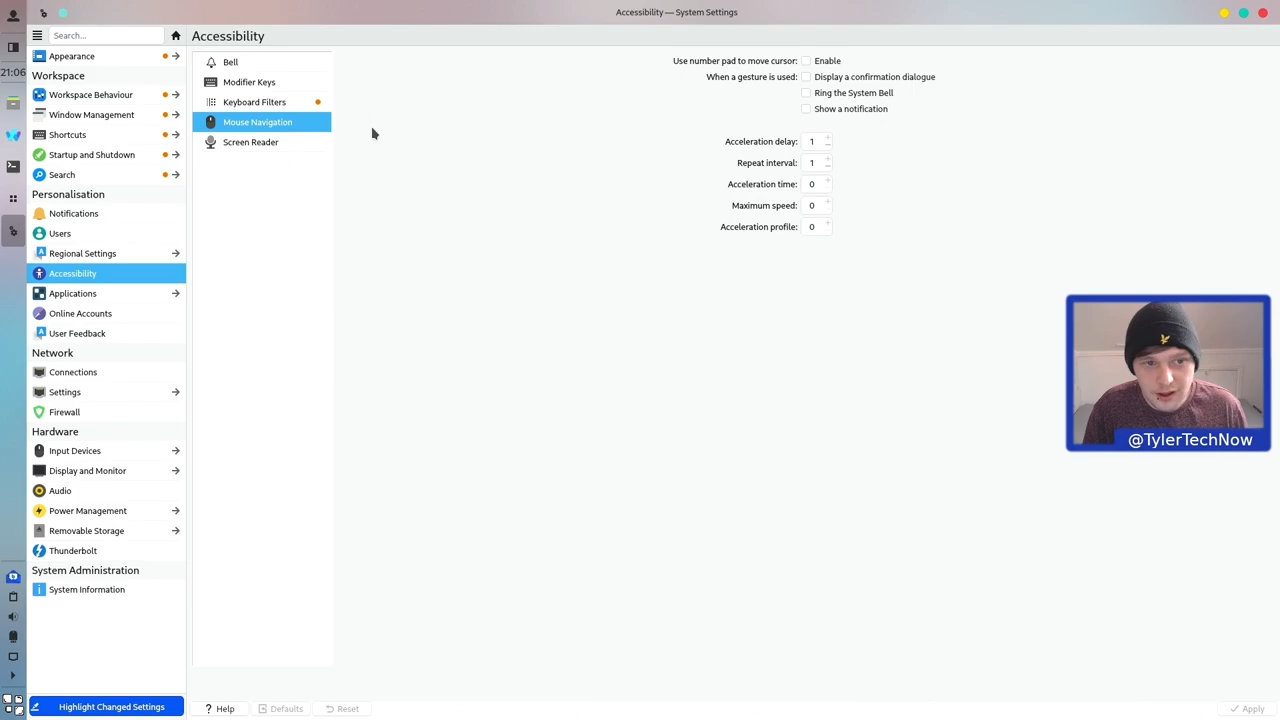 Accessibility — System Settings
Search...
Accessibility
Appearance
Workspace
21:06
Workspace Behaviour
Window Management
Shortcuts
Startup and Shutdown
Search
Personalisation
Notifications
Users
Regional Settings
Accessibility
Applications
Online Accounts
User Feedback
Network
Connections
Settings
Firewall
Hardware
Input Devices
Display and Monitor
Audio
Power Management
Removable Storage
Thunderbolt
System Administration
System Information
Highlight Changed Settings
Bell
Modifier Keys
Keyboard Filters
Mouse Navigation
Screen Reader
Use number pad to move cursor: Enable
When a gesture is used: Display a confirmation dialogue
Ring the System Bell
Show a notification
Acceleration delay: 1
Repeat interval: 1
Acceleration time: 0
Maximum speed: 0
Acceleration profile: 0
@TylerTechNow
Help Defaults Reset Apply